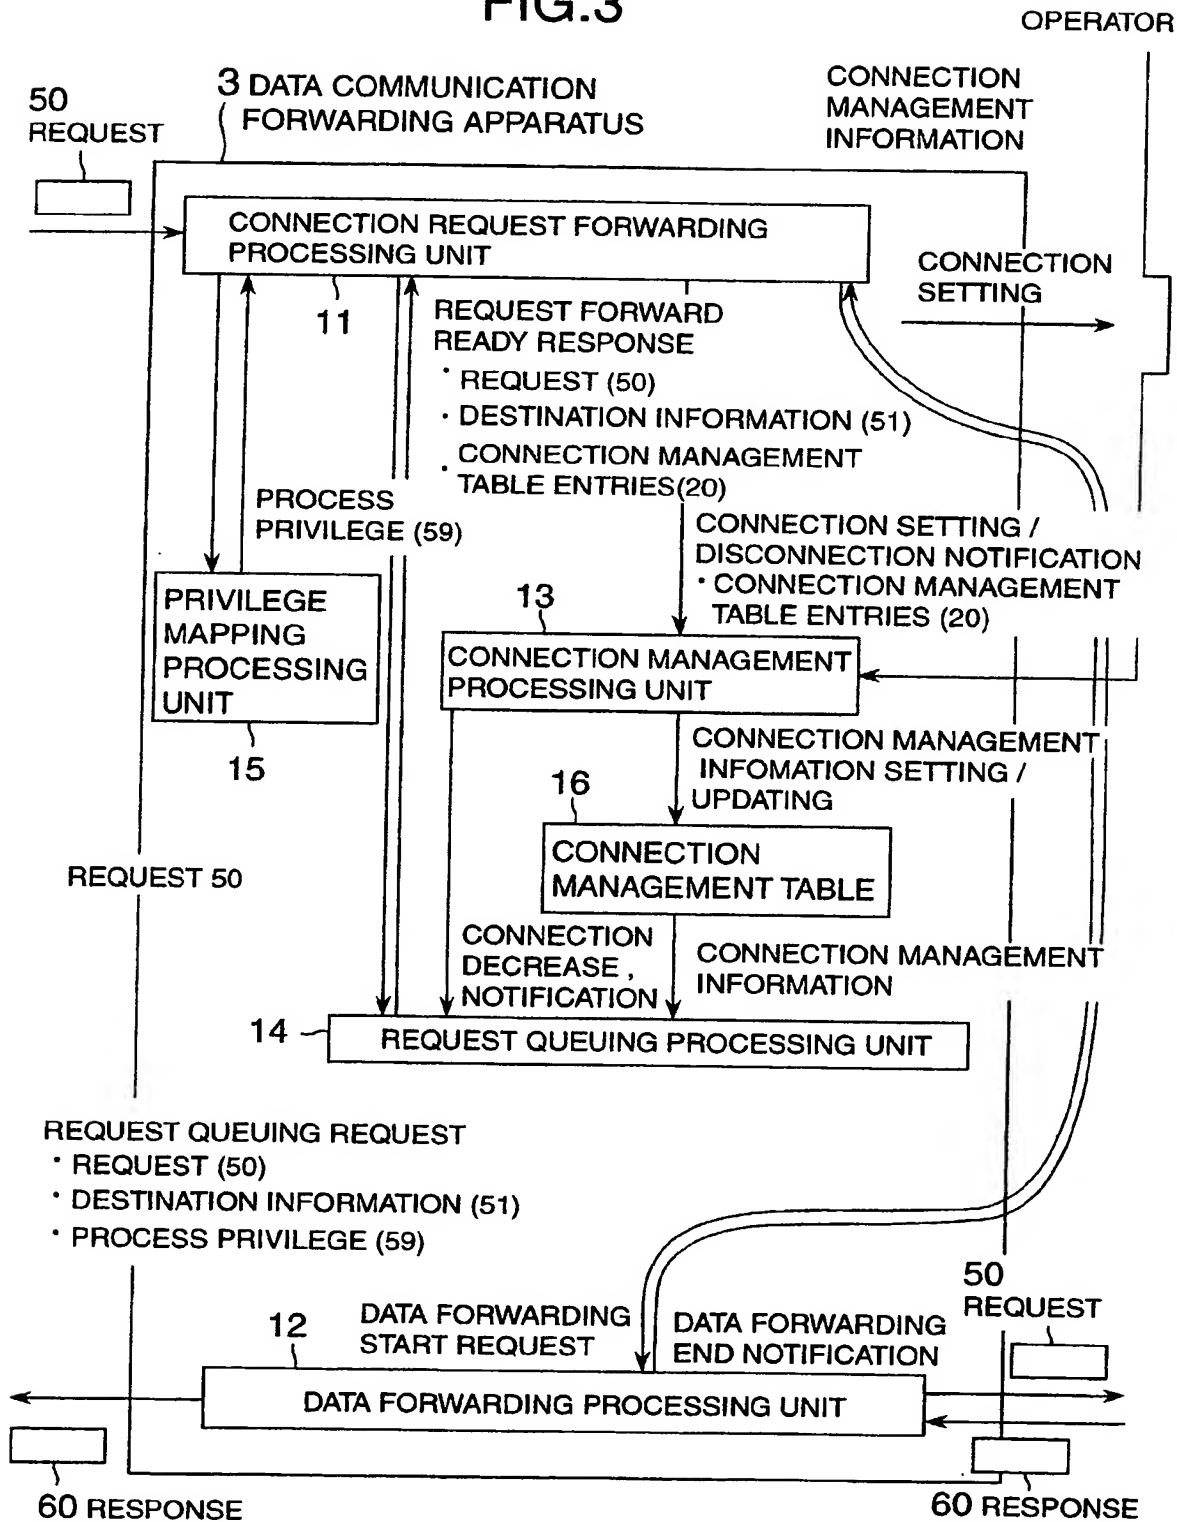 FIG.3
OPERATOR
CONNECTION
MANAGEMENT
INFORMATION
3 DATA COMMUNICATION
FORWARDING APPARATUS
50
REQUEST
CONNECTION REQUEST FORWARDING
PROCESSING UNIT
11
CONNECTION
SETTING
REQUEST FORWARD
READY RESPONSE
· REQUEST (50)
· DESTINATION INFORMATION (51)
· CONNECTION MANAGEMENT
TABLE ENTRIES(20)
PROCESS
PRIVILEGE (59)
CONNECTION SETTING /
DISCONNECTION NOTIFICATION
· CONNECTION MANAGEMENT
TABLE ENTRIES (20)
PRIVILEGE
MAPPING
PROCESSING
UNIT
15
13
CONNECTION MANAGEMENT
PROCESSING UNIT
CONNECTION MANAGEMENT
INFOMATION SETTING /
UPDATING
16
CONNECTION
MANAGEMENT TABLE
REQUEST 50
CONNECTION
DECREASE ,
NOTIFICATION
CONNECTION MANAGEMENT
INFORMATION
14
REQUEST QUEUING PROCESSING UNIT
REQUEST QUEUING REQUEST
· REQUEST (50)
· DESTINATION INFORMATION (51)
· PROCESS PRIVILEGE (59)
12
DATA FORWARDING
START REQUEST
DATA FORWARDING
END NOTIFICATION
50
REQUEST
DATA FORWARDING PROCESSING UNIT
60 RESPONSE
60 RESPONSE